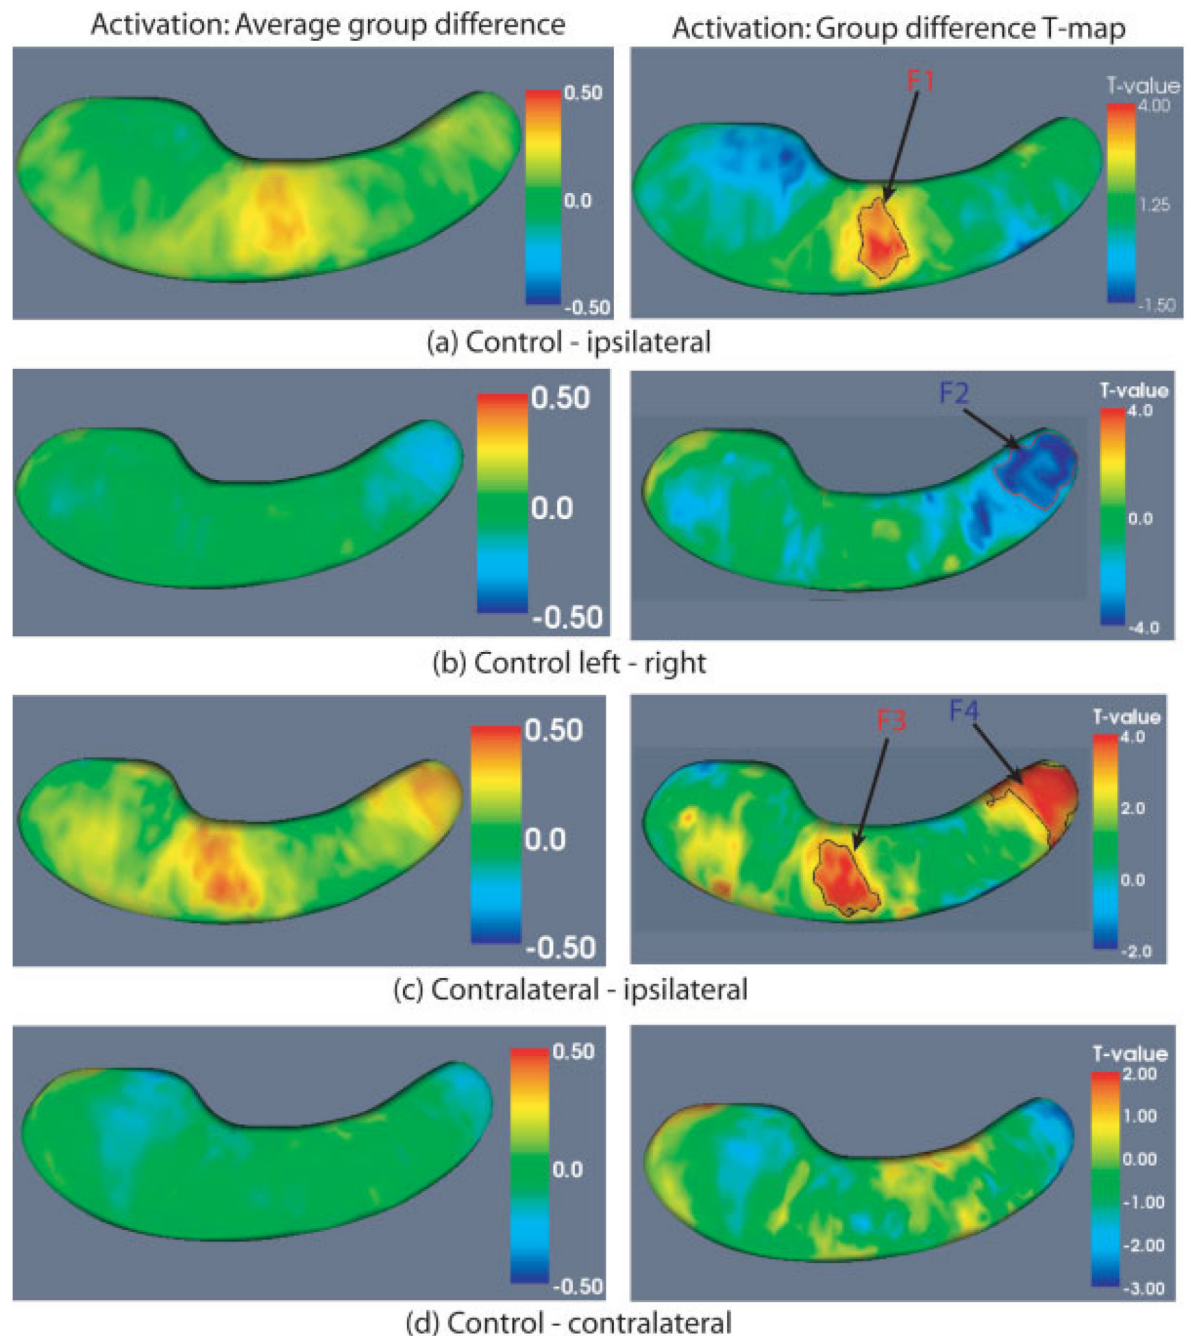 Activation: Average group difference
Activation: Group difference T-map
0.50
0.0
-0.50
F1
T-value
4.00
1.25
-1.50
(a) Control - ipsilateral
0.50
0.0
-0.50
F2
T-value
4.0
0.0
-4.0
(b) Control left - right
0.50
0.0
-0.50
F3
F4
T-value
4.0
2.0
0.0
-2.0
(c) Contralateral - ipsilateral
0.50
0.0
-0.50
T-value
2.00
1.00
0.00
-1.00
-2.00
-3.00
(d) Control - contralateral